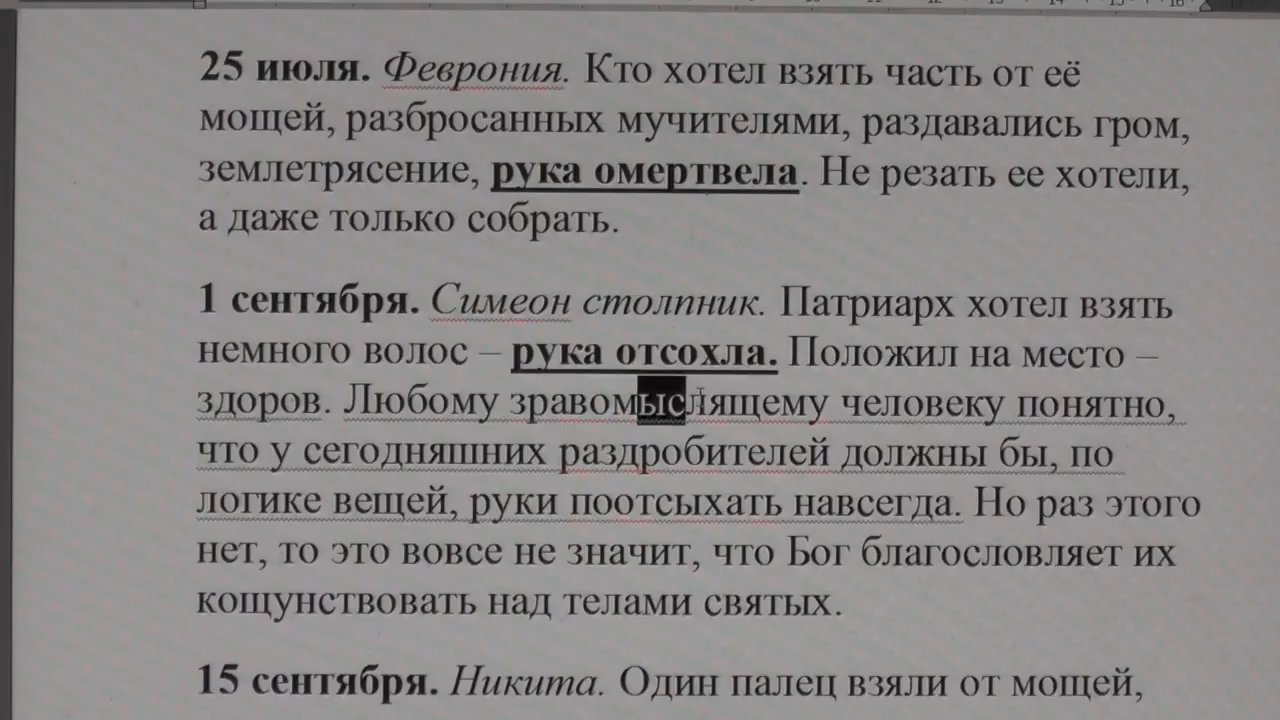 25 июля. Феврония. Кто хотел взять часть от её
мощей, разбросанных мучителями, раздавались гром,
землетрясение, рука омертвела. Не резать ее хотели,
а даже только собрать.
1 сентября. Симеон столпник. Патриарх хотел взять
немного волос – рука отсохла. Положил на место –
здоров. Любому зравомыслящему человеку понятно,
что у сегодняшних раздробителей должны бы, по
логике вещей, руки поотсыхать навсегда. Но раз этого
нет, то это вовсе не значит, что Бог благословляет их
кощунствовать над телами святых.
15 сентября. Никита. Один палец взяли от мощей,